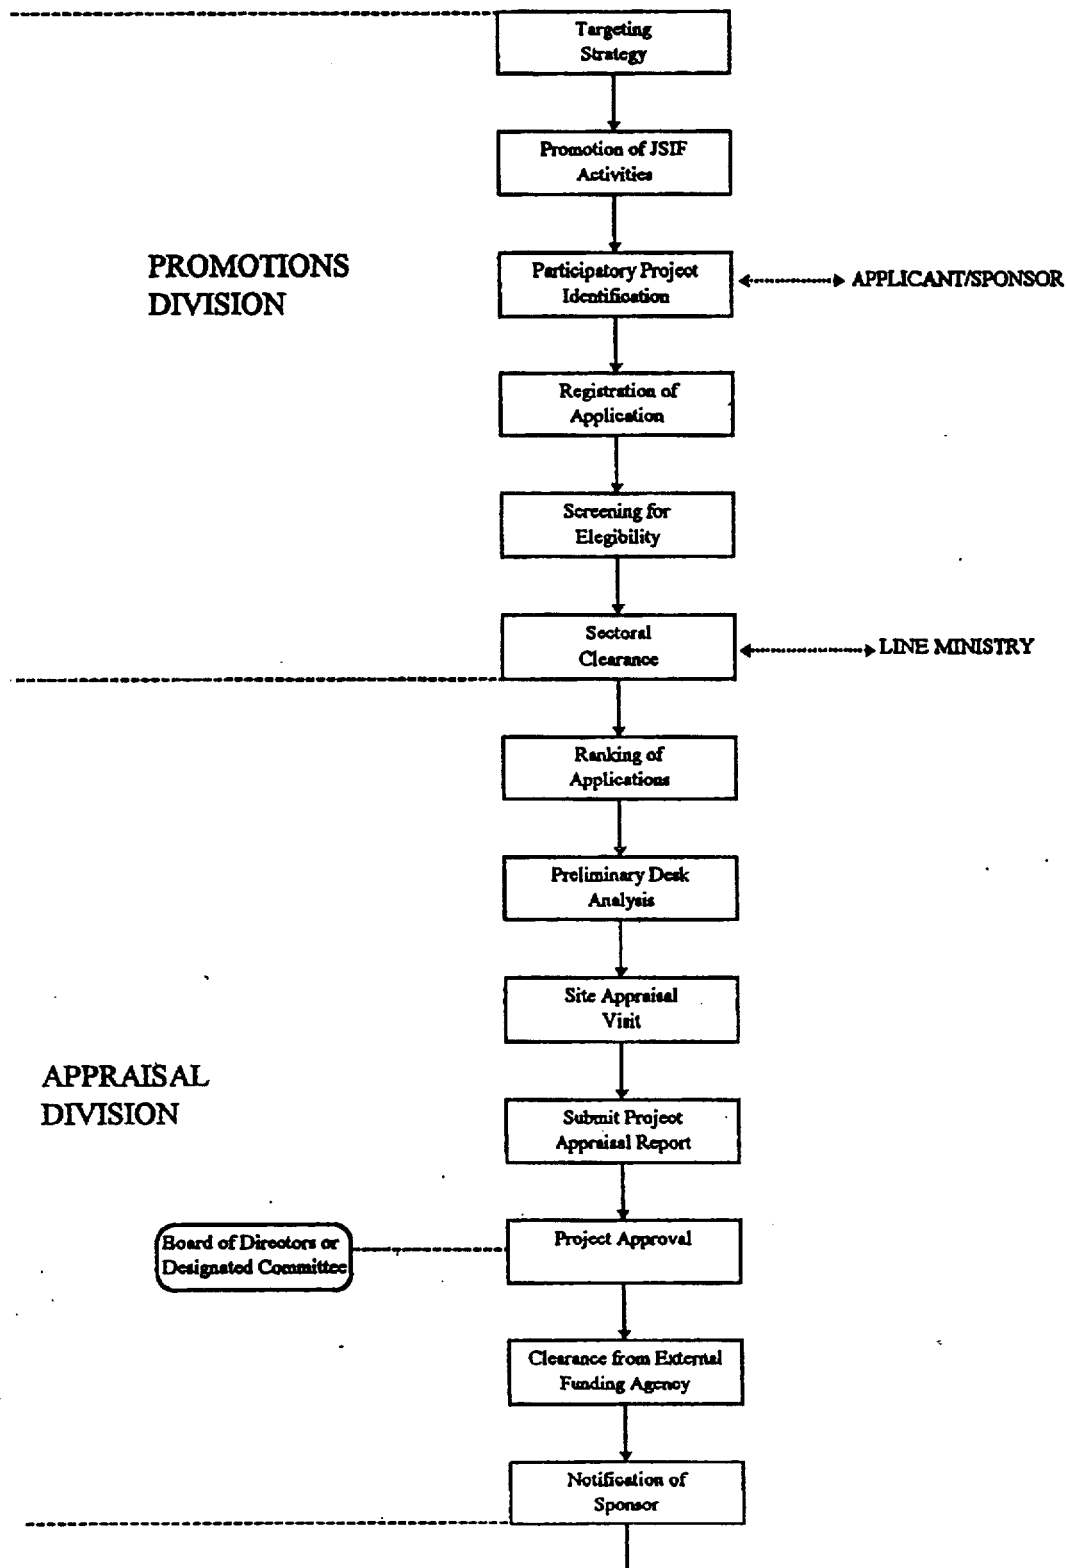 Targeting
Strategy
Promotion of JSIF
Activities
PROMOTIONS
DIVISION
Participatory Project
Identification
APPLICANT/SPONSOR
Registration of
Application
Screening for
Elegibility
Sectoral
Clearance
LINE MINISTRY
Ranking of
Applications
Preliminary Desk
Analysis
Site Appraisal
Visit
APPRAISAL
DIVISION
Submit Project
Appraisal Report
Board of Directors or
Designated Committee
Project Approval
Clearance from External
Funding Agency
Notification of
Sponsor